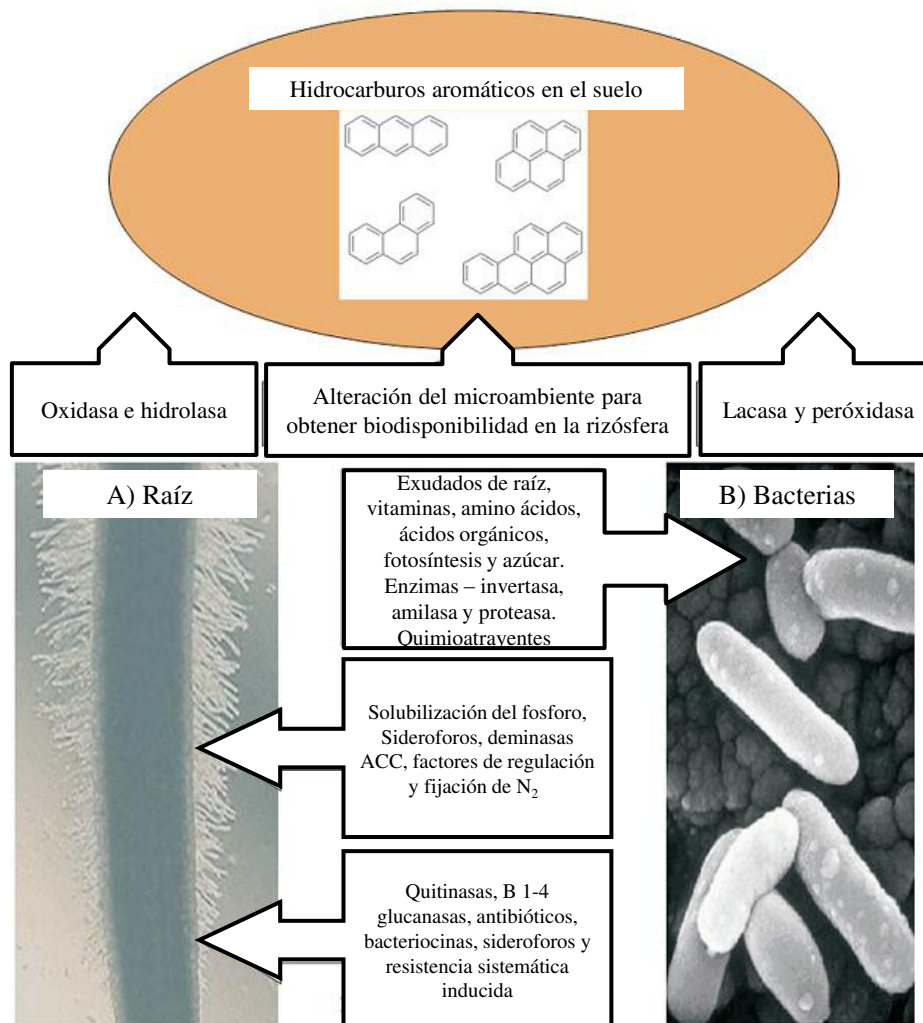 Hidrocarburos aromáticos en el suelo
Oxidasa e hidrolasa
Alteración del microambiente para
obtener biodisponibilidad en la rizósfera
Lacasa y peróxidasa
A) Raíz
Exudados de raíz,
vitaminas, amino ácidos,
ácidos orgánicos,
fotosíntesis y azúcar.
Enzimas – invertasa,
amilasa y proteasa.
Quimioatrayentes
B) Bacterias
Solubilización del fosforo,
Sideroforos, deminasas
ACC, factores de regulación
y fijación de N₂
Quitinasas, B 1-4
glucanasas, antibióticos,
bacteriocinas, sideroforos y
resistencia sistemática
inducida